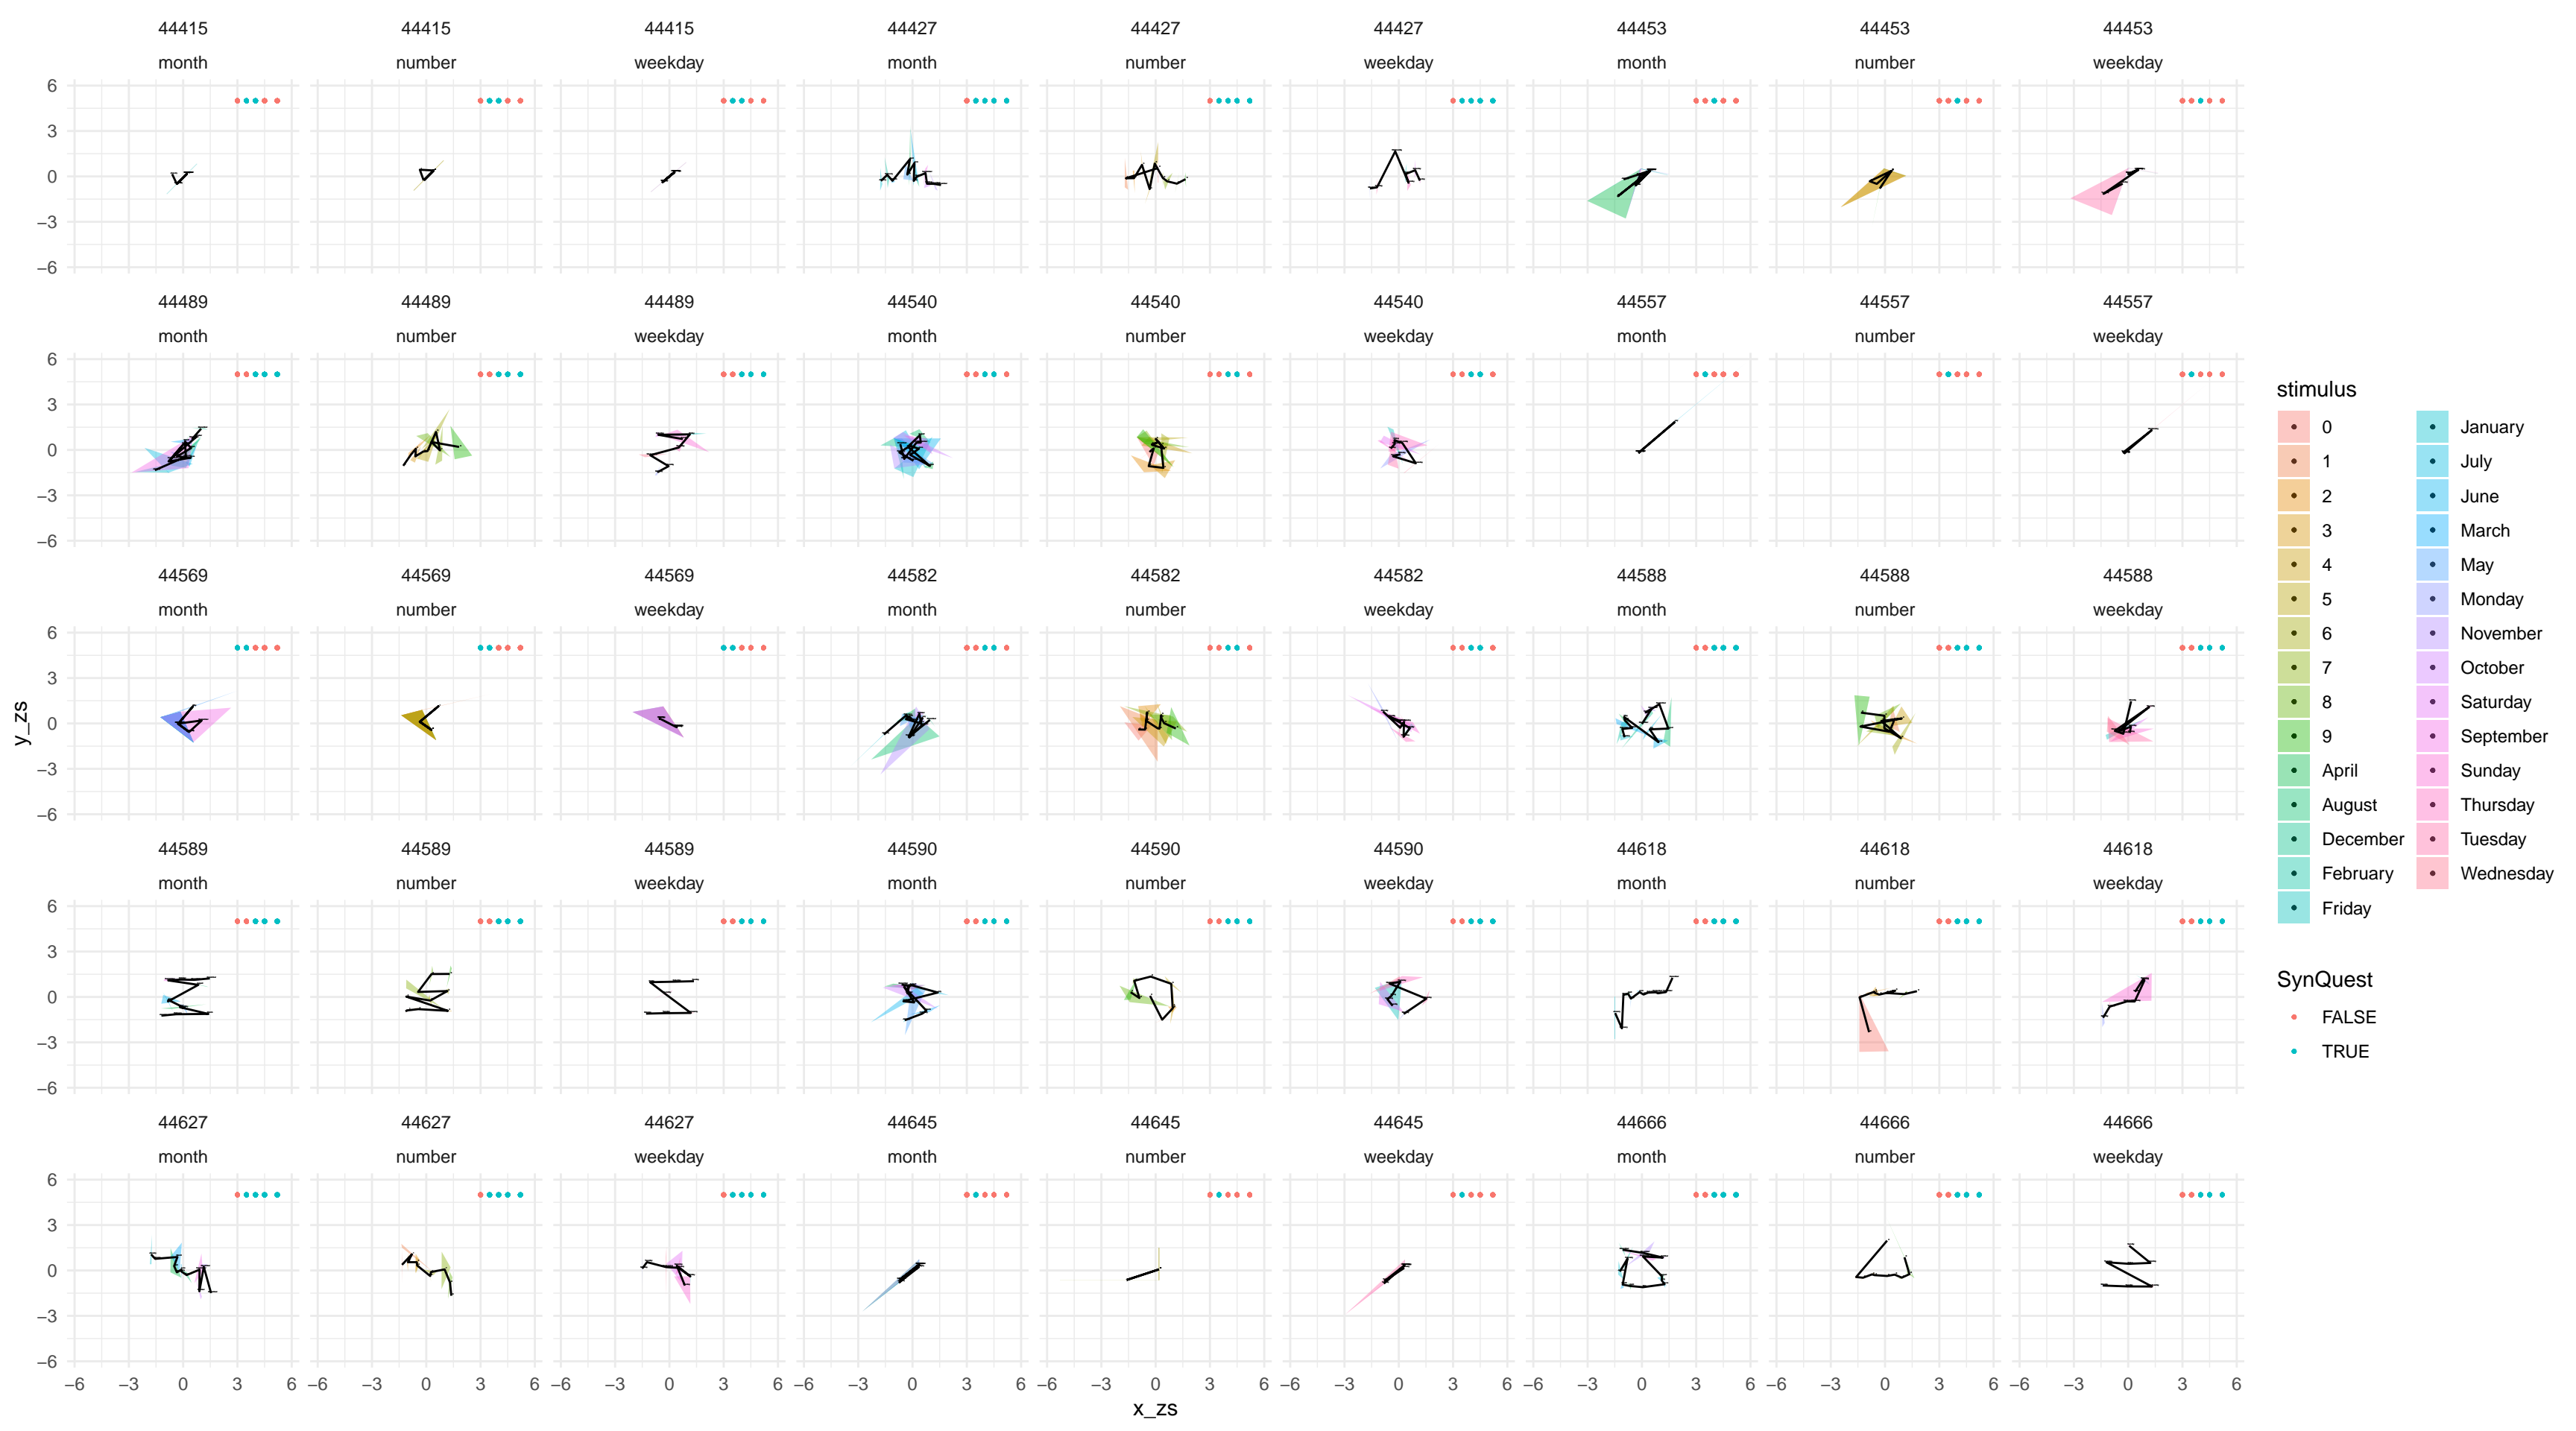 44415 44415 44415 44427 44427 44427 44453 44453 44453
month number weekday month number weekday month number weekday
6
3
0
−3
−6
44489 44489 44489 44540 44540 44540 44557 44557 44557
month number weekday month number weekday month number weekday
6
3
0
−3
−6
44569 44569 44569 44582 44582 44582 44588 44588 44588
month number weekday month number weekday month number weekday
6
3
0
−3
−6
44589 44589 44589 44590 44590 44590 44618 44618 44618
month number weekday month number weekday month number weekday
6
3
0
−3
−6
44627 44627 44627 44645 44645 44645 44666 44666 44666
month number weekday month number weekday month number weekday
6
3
0
−3
−6
−6 −3 0 3 6 −6 −3 0 3 6 −6 −3 0 3 6 −6 −3 0 3 6 −6 −3 0 3 6 −6 −3 0 3 6 −6 −3 0 3 6 −6 −3 0 3 6 −6 −3 0 3 6
x_zs
y_zs
stimulus
0
1
2
3
4
5
6
7
8
9
April
August
December
February
Friday
January
July
June
March
May
Monday
November
October
Saturday
September
Sunday
Thursday
Tuesday
Wednesday
SynQuest
FALSE
TRUE